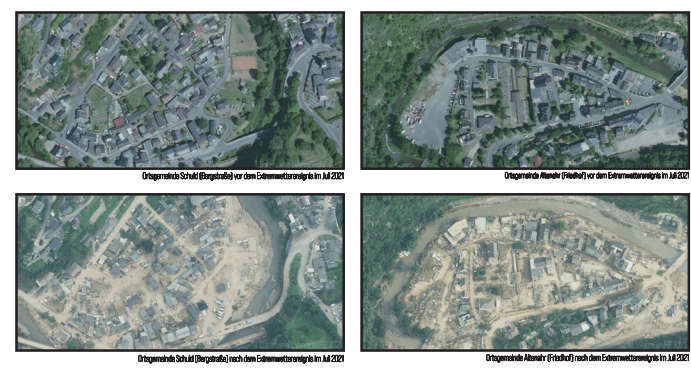 Ortsgemeinde Schuld (Bergstraße) vor dem Extremwetterereignis im Juli 2021
Ortsgemeinde Altenahr (Friedhof) vor dem Extremwetterereignis im Juli 2021
Ortsgemeinde Schuld (Bergstraße) nach dem Extremwetterereignis im Juli 2021
Ortsgemeinde Altenahr (Friedhof) nach dem Extremwetterereignis im Juli 2021